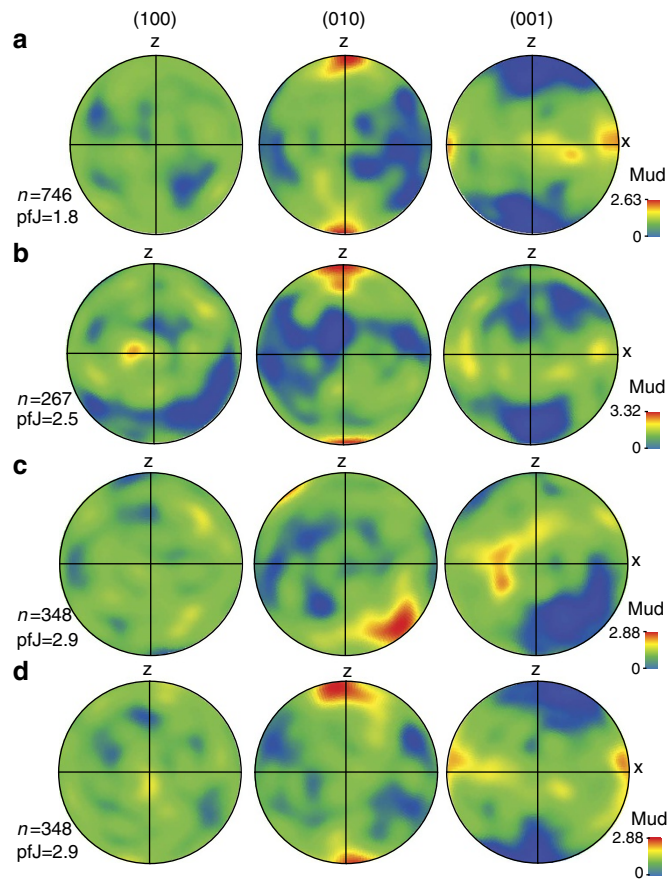 (100) (010) (001)
a z z z
x
Mud
n=746
pfJ=1.8
2.63
0
b z z z
x
Mud
n=267
pfJ=2.5
3.32
0
c z z z
x
Mud
n=348
pfJ=2.9
2.88
0
d z z z
x
Mud
n=348
pfJ=2.9
2.88
0